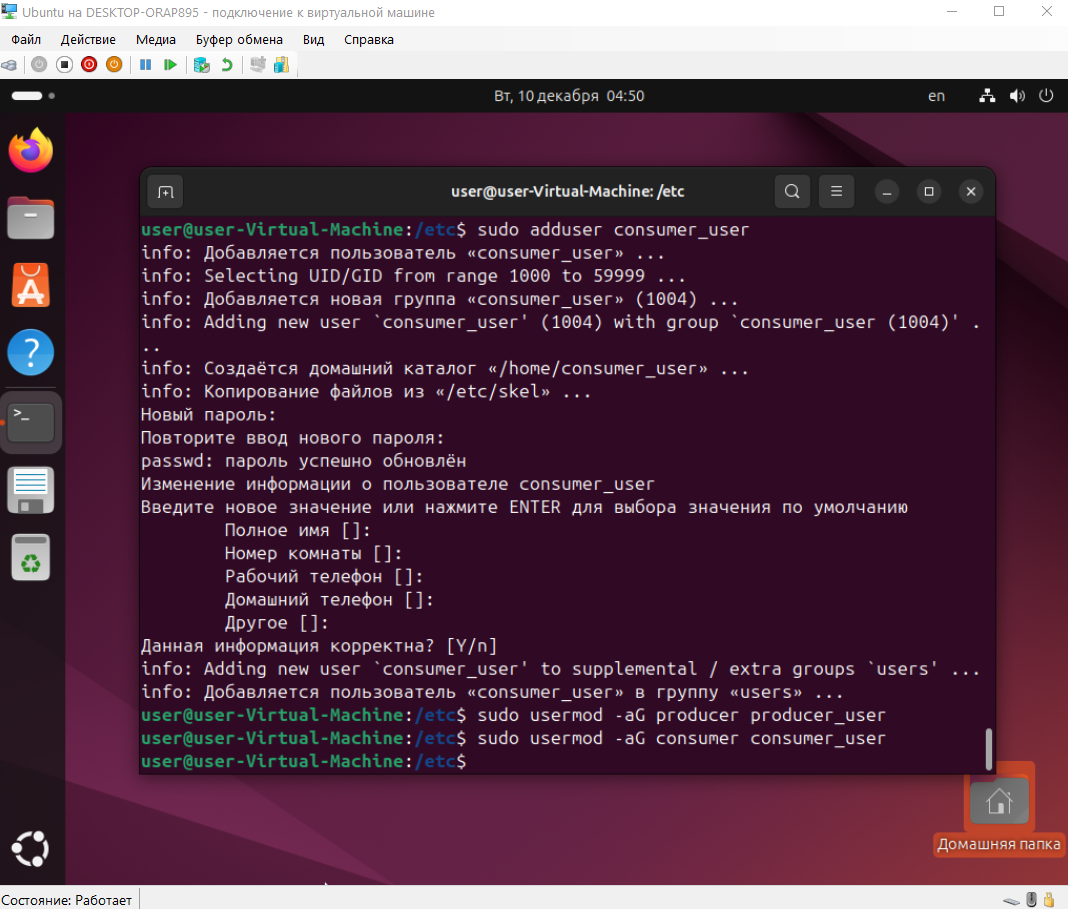 Ubuntu на DESKTOP-ORAP895 - подключение к виртуальной машине
Файл Действие Медиа Буфер обмена Вид Справка
Вт, 10 декабря 04:50 en
user@user-Virtual-Machine: /etc
user@user-Virtual-Machine:/etc$ sudo adduser consumer_user
info: Добавляется пользователь «consumer_user» ...
info: Selecting UID/GID from range 1000 to 59999 ...
info: Добавляется новая группа «consumer_user» (1004) ...
info: Adding new user `consumer_user' (1004) with group `consumer_user (1004)' .
..
info: Создаётся домашний каталог «/home/consumer_user» ...
info: Копирование файлов из «/etc/skel» ...
Новый пароль:
Повторите ввод нового пароля:
passwd: пароль успешно обновлён
Изменение информации о пользователе consumer_user
Введите новое значение или нажмите ENTER для выбора значения по умолчанию
Полное имя []:
Номер комнаты []:
Рабочий телефон []:
Домашний телефон []:
Другое []:
Данная информация корректна? [Y/n]
info: Adding new user `consumer_user' to supplemental / extra groups `users' ...
info: Добавляется пользователь «consumer_user» в группу «users» ...
user@user-Virtual-Machine:/etc$ sudo usermod -aG producer producer_user
user@user-Virtual-Machine:/etc$ sudo usermod -aG consumer consumer_user
user@user-Virtual-Machine:/etc$
Домашняя папка
Состояние: Работает